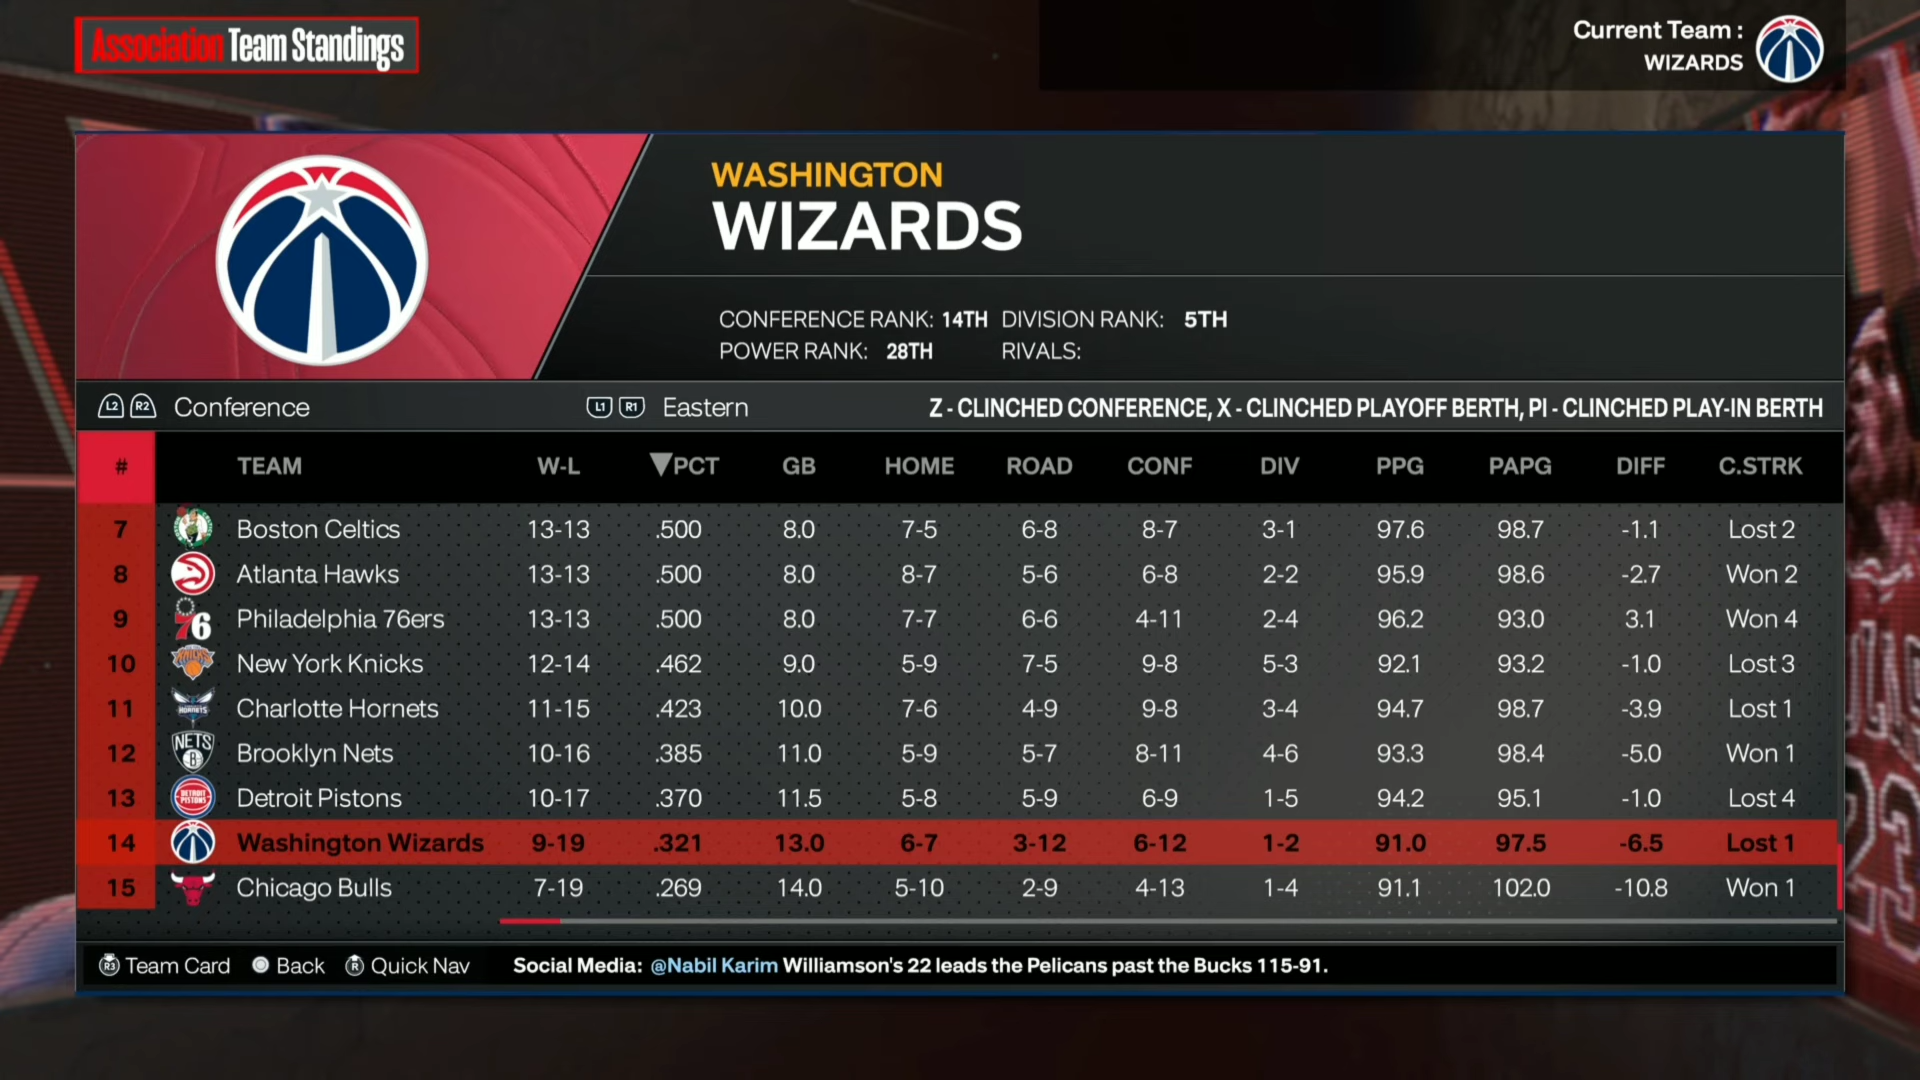 Association Team Standings
Current Team :
WIZARDS
WASHINGTON
WIZARDS
CONFERENCE RANK: 14TH DIVISION RANK: 5TH
POWER RANK: 28TH RIVALS:
L2 R2 Conference L1 R1 Eastern Z - CLINCHED CONFERENCE, X - CLINCHED PLAYOFF BERTH, PI - CLINCHED PLAY-IN BERTH
# TEAM W-L ▼PCT GB HOME ROAD CONF DIV PPG PAPG DIFF C.STRK
7 Boston Celtics 13-13 .500 8.0 7-5 6-8 8-7 3-1 97.6 98.7 -1.1 Lost 2
8 Atlanta Hawks 13-13 .500 8.0 8-7 5-6 6-8 2-2 95.9 98.6 -2.7 Won 2
9 76 Philadelphia 76ers 13-13 .500 8.0 7-7 6-6 4-11 2-4 96.2 93.0 3.1 Won 4
10 KNICKS New York Knicks 12-14 .462 9.0 5-9 7-5 9-8 5-3 92.1 93.2 -1.0 Lost 3
11 HORNETS Charlotte Hornets 11-15 .423 10.0 7-6 4-9 9-8 3-4 94.7 98.7 -3.9 Lost 1
12 NETS B Brooklyn Nets 10-16 .385 11.0 5-9 5-7 8-11 4-6 93.3 98.4 -5.0 Won 1
13 DETROIT PISTONS Detroit Pistons 10-17 .370 11.5 5-8 5-9 6-9 1-5 94.2 95.1 -1.0 Lost 4
14 Washington Wizards 9-19 .321 13.0 6-7 3-12 6-12 1-2 91.0 97.5 -6.5 Lost 1
15 Chicago Bulls 7-19 .269 14.0 5-10 2-9 4-13 1-4 91.1 102.0 -10.8 Won 1
R3 Team Card Back R Quick Nav Social Media: @Nabil Karim Williamson's 22 leads the Pelicans past the Bucks 115-91.
23